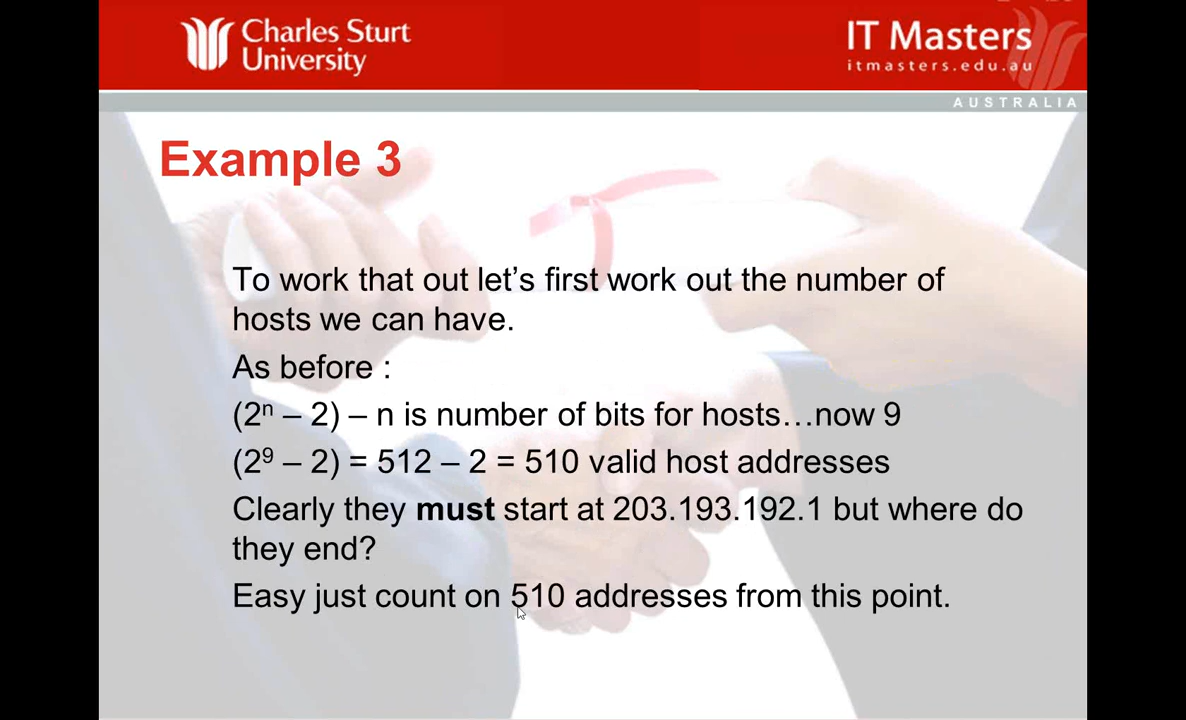 Charles Sturt
University
IT Masters
itmasters.edu.au
AUSTRALIA
Example 3
To work that out let’s first work out the number of
hosts we can have.
As before :
(2ⁿ – 2) – n is number of bits for hosts…now 9
(2⁹ – 2) = 512 – 2 = 510 valid host addresses
Clearly they must start at 203.193.192.1 but where do
they end?
Easy just count on 510 addresses from this point.